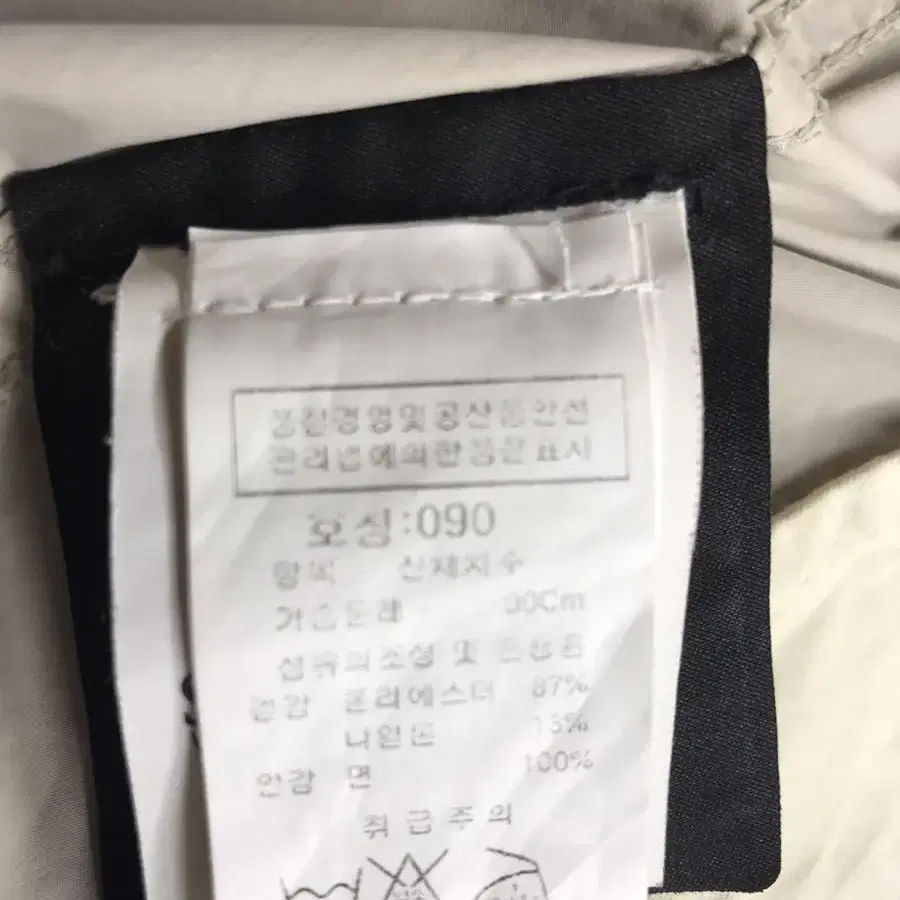 품질경영및공산품안전
관리법에의한품질표시
호칭:090
항목 신체치수
가슴둘레 90Cm
섬유의조성 및 혼용율
겉감 폴리에스터 87%
나일론 13%
안감 면 100%
취급주의